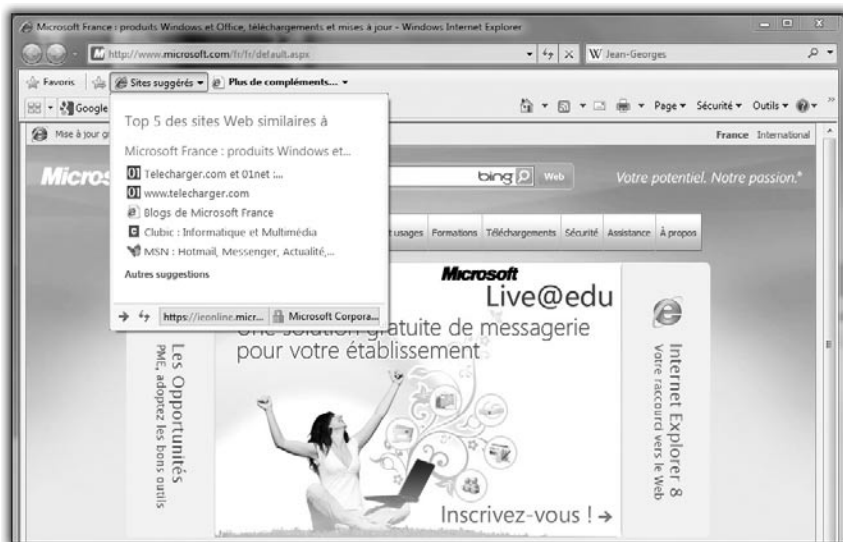 Microsoft France : produits Windows et Office, téléchargements et mises à jour - Windows Internet Explorer
http://www.microsoft.com/fr/fr/default.aspx
Jean-Georges
Favoris
Sites suggérés
Plus de compléments...
Google
Page
Sécurité
Outils
Mise à jour
France International
Top 5 des sites Web similaires à
Microsoft France : produits Windows et...
01 Telecharger.com et 01net :...
01 www.telecharger.com
Blogs de Microsoft France
Clubic : Informatique et Multimédia
MSN : Hotmail, Messenger, Actualité,...
Autres suggestions
https://ieonline.micr...
Microsoft Corpora...
bing
Web
Votre potentiel. Notre passion.*
usages
Formations
Téléchargements
Sécurité
Assistance
À propos
Microsoft
Live@edu
Une solution gratuite de messagerie
pour votre établissement
Les Opportunités
PME, adoptez les bons outils
Internet Explorer 8
Votre raccourci vers le Web
Inscrivez-vous !